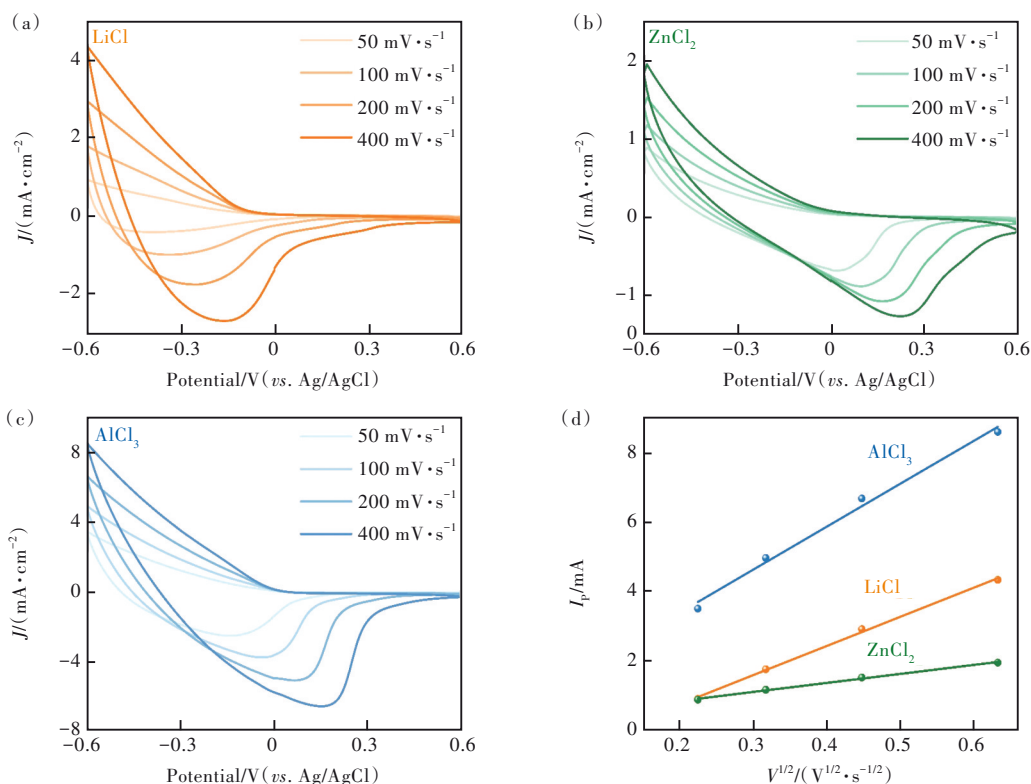 (a)
LiCl
50 mV·s⁻¹
100 mV·s⁻¹
200 mV·s⁻¹
400 mV·s⁻¹
4
2
0
−2
J/(mA·cm⁻²)
−0.6
−0.3
0
0.3
0.6
Potential/V(vs. Ag/AgCl)
(b)
ZnCl₂
50 mV·s⁻¹
100 mV·s⁻¹
200 mV·s⁻¹
400 mV·s⁻¹
2
1
0
−1
0
J/(mA·cm⁻²)
−0.6
−0.3
0
0.3
0.6
Potential/V(vs. Ag/AgCl)
(c)
AlCl₃
50 mV·s⁻¹
100 mV·s⁻¹
200 mV·s⁻¹
400 mV·s⁻¹
8
4
0
−4
−8
J/(mA·cm⁻²)
−0.6
−0.3
0
0.3
0.6
Potential/V(vs. Ag/AgCl)
(d)
AlCl₃
LiCl
ZnCl₂
8
6
4
2
0
I_P/mA
0.2
0.3
0.4
0.5
0.6
V^1/2/(V^1/2·s^−1/2)